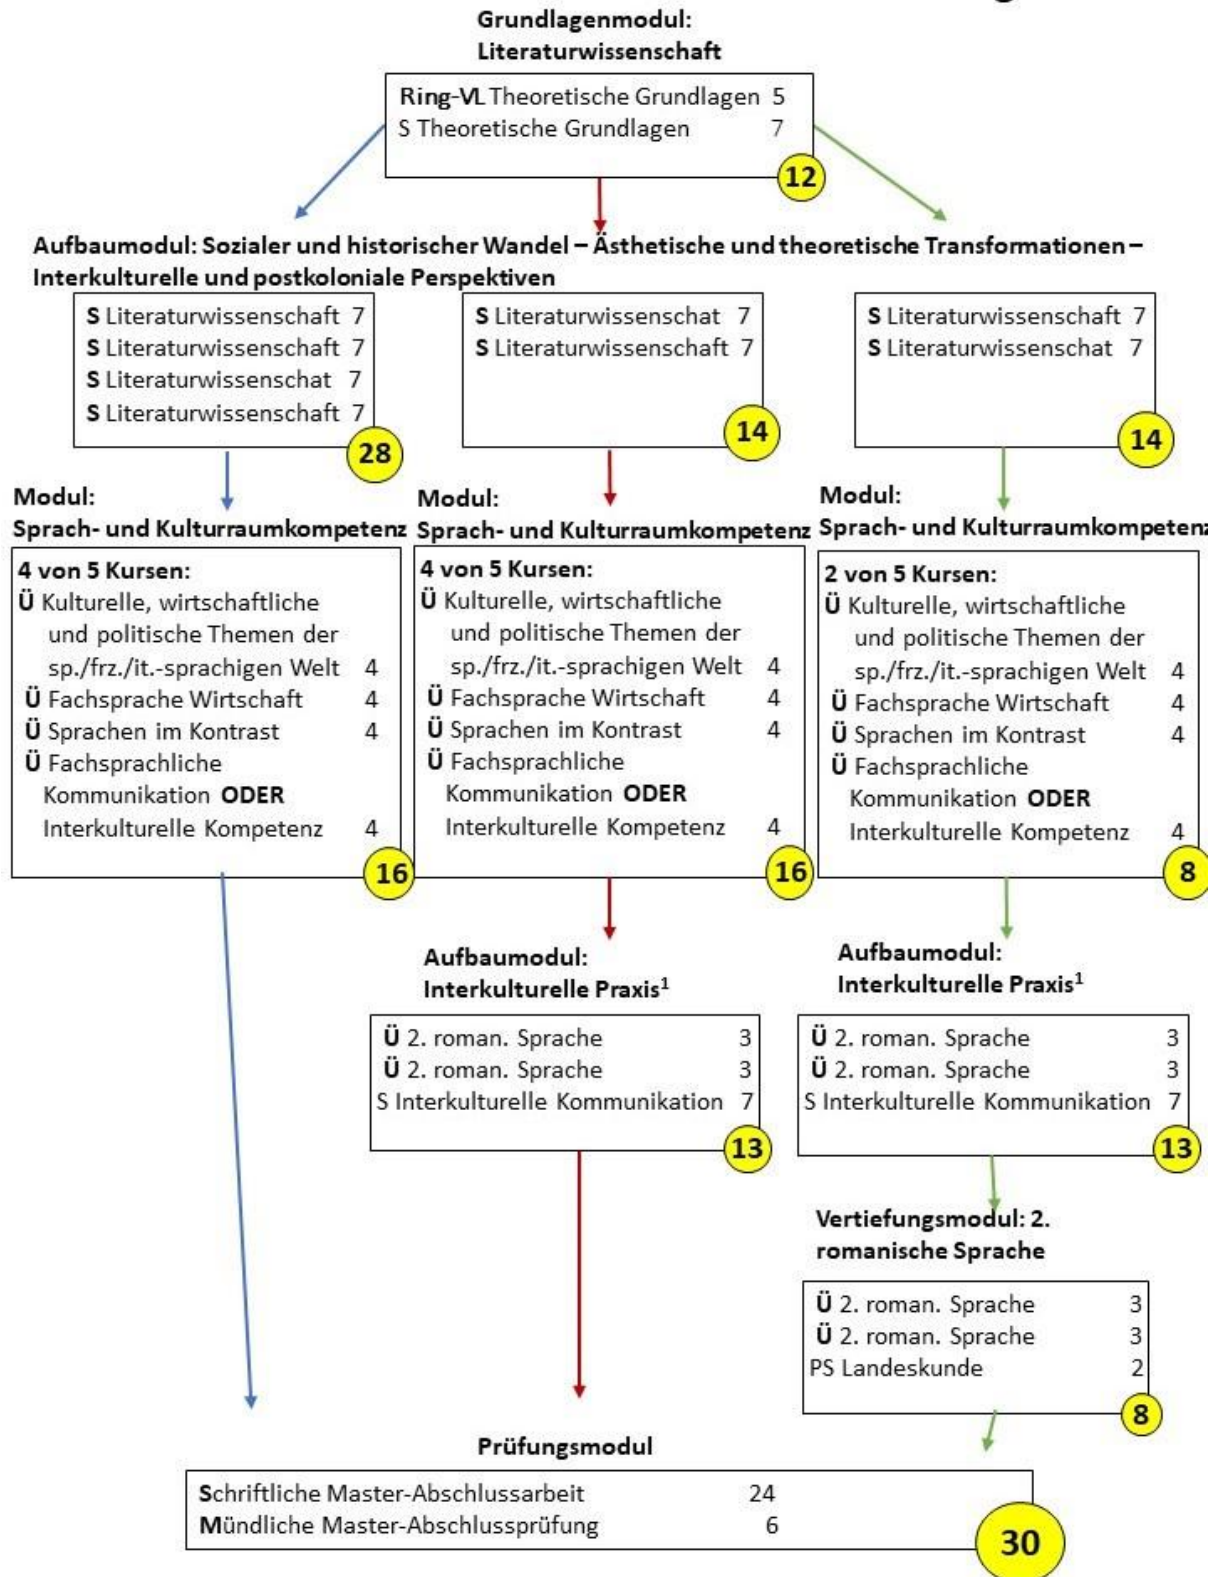 Grundlagenmodul:
Literaturwissenschaft
Ring-VL Theoretische Grundlagen 5
S Theoretische Grundlagen 7
12
Aufbaumodul: Sozialer und historischer Wandel – Ästhetische und theoretische Transformationen –
Interkulturelle und postkoloniale Perspektiven
S Literaturwissenschaft 7
S Literaturwissenschaft 7
S Literaturwissenschat 7
S Literaturwissenschaft 7
28
S Literaturwissenschat 7
S Literaturwissenschaft 7
14
S Literaturwissenschaft 7
S Literaturwissenschat 7
14
Modul:
Sprach- und Kulturraumkompetenz
4 von 5 Kursen:
Ü Kulturelle, wirtschaftliche
und politische Themen der
sp./frz./it.-sprachigen Welt 4
Ü Fachsprache Wirtschaft 4
Ü Sprachen im Kontrast 4
Ü Fachsprachliche
Kommunikation ODER
Interkulturelle Kompetenz 4
16
Modul:
Sprach- und Kulturraumkompetenz
4 von 5 Kursen:
Ü Kulturelle, wirtschaftliche
und politische Themen der
sp./frz./it.-sprachigen Welt 4
Ü Fachsprache Wirtschaft 4
Ü Sprachen im Kontrast 4
Ü Fachsprachliche
Kommunikation ODER
Interkulturelle Kompetenz 4
16
Modul:
Sprach- und Kulturraumkompetenz
2 von 5 Kursen:
Ü Kulturelle, wirtschaftliche
und politische Themen der
sp./frz./it.-sprachigen Welt 4
Ü Fachsprache Wirtschaft 4
Ü Sprachen im Kontrast 4
Ü Fachsprachliche
Kommunikation ODER
Interkulturelle Kompetenz 4
8
Aufbaumodul:
Interkulturelle Praxis¹
Ü 2. roman. Sprache 3
Ü 2. roman. Sprache 3
S Interkulturelle Kommunikation 7
13
Aufbaumodul:
Interkulturelle Praxis¹
Ü 2. roman. Sprache 3
Ü 2. roman. Sprache 3
S Interkulturelle Kommunikation 7
13
Vertiefungsmodul: 2.
romanische Sprache
Ü 2. roman. Sprache 3
Ü 2. roman. Sprache 3
PS Landeskunde 2
8
Prüfungsmodul
Schriftliche Master-Abschlussarbeit 24
Mündliche Master-Abschlussprüfung 6
30